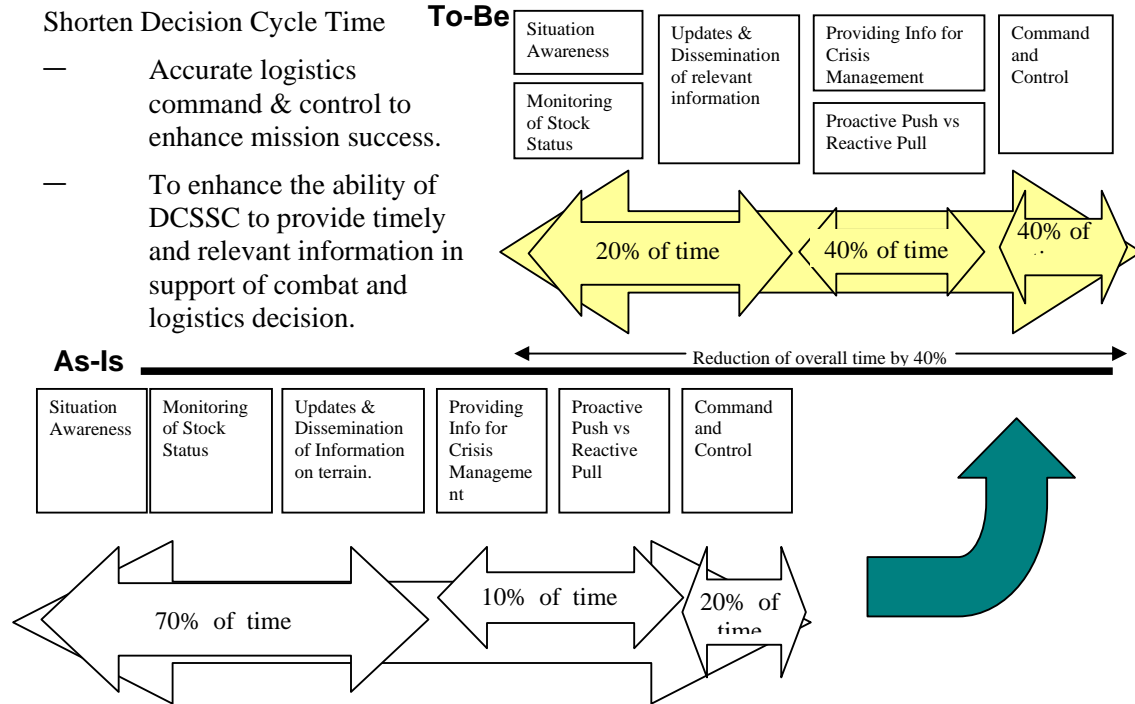 Shorten Decision Cycle Time
— Accurate logistics
command & control to
enhance mission success.
— To enhance the ability of
DCSSC to provide timely
and relevant information in
support of combat and
logistics decision.
To-Be
Situation
Awareness
Monitoring
of Stock
Status
Updates &
Dissemination
of relevant
information
Providing Info for
Crisis
Management
Proactive Push vs
Reactive Pull
Command
and
Control
20% of time
40% of time
40% of
Reduction of overall time by 40%
As-Is
Situation
Awareness
Monitoring
of Stock
Status
Updates &
Dissemination
of Information
on terrain.
Providing
Info for
Crisis
Manageme
nt
Proactive
Push vs
Reactive
Pull
Command
and
Control
70% of time
10% of time
20% of
time